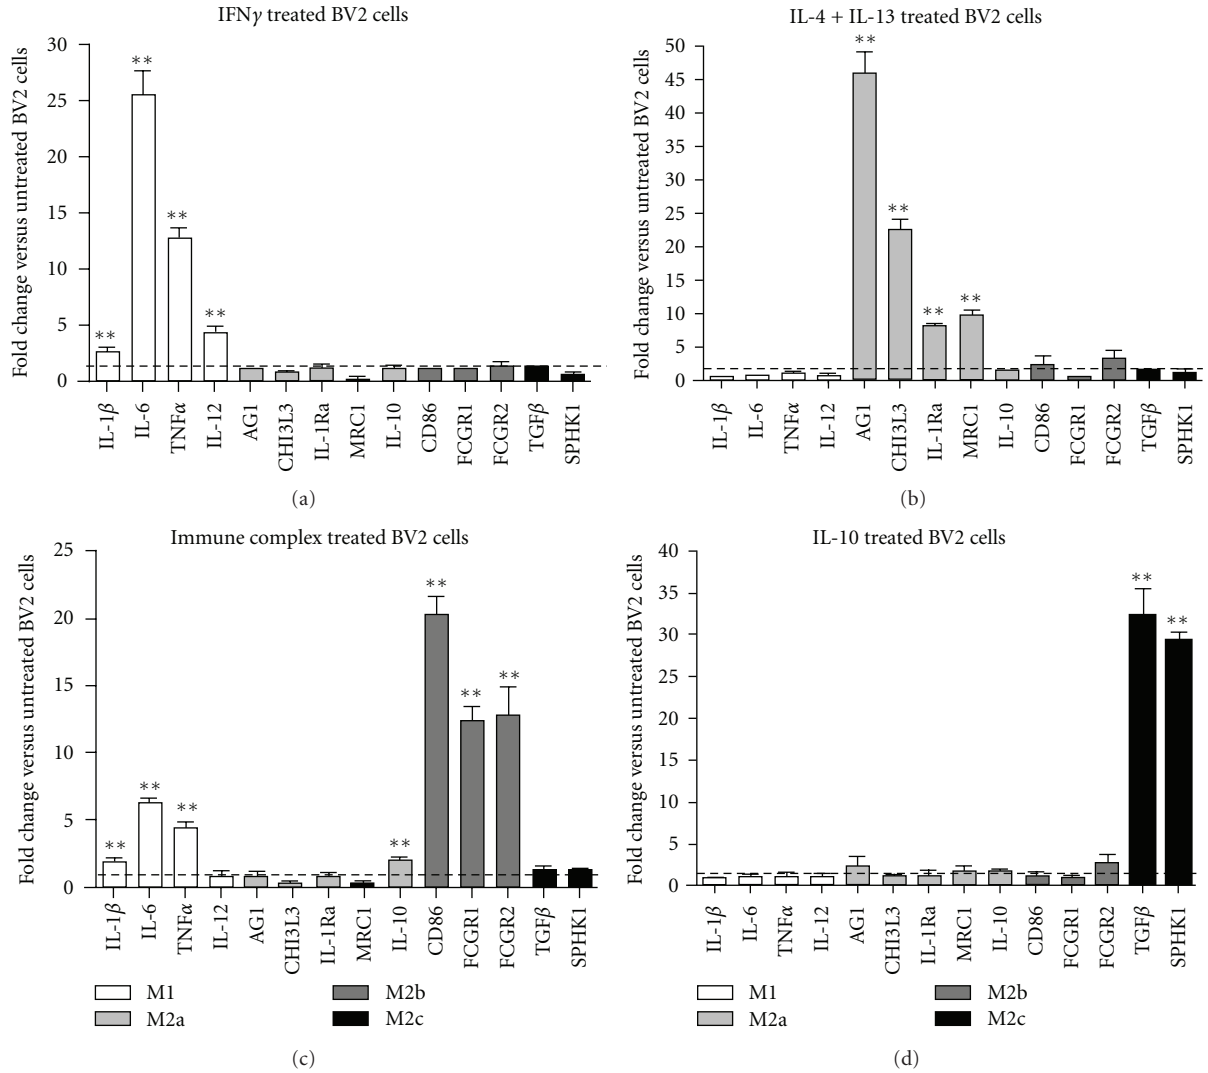 IFNγ treated BV2 cells
Fold change versus untreated BV2 cells
30
25
20
15
10
5
0
**
**
**
**
IL-1β
IL-6
TNFα
IL-12
AG1
CHI3L3
IL-1Ra
MRC1
IL-10
CD86
FCGR1
FCGR2
TGFβ
SPHK1
(a)
IL-4 + IL-13 treated BV2 cells
Fold change versus untreated BV2 cells
50
45
40
35
30
25
20
15
10
5
0
**
**
**
**
IL-1β
IL-6
TNFα
IL-12
AG1
CHI3L3
IL-1Ra
MRC1
IL-10
CD86
FCGR1
FCGR2
TGFβ
SPHK1
(b)
Immune complex treated BV2 cells
Fold change versus untreated BV2 cells
25
20
15
10
5
0
**
**
**
**
**
**
**
IL-1β
IL-6
TNFα
IL-12
AG1
CHI3L3
IL-1Ra
MRC1
IL-10
CD86
FCGR1
FCGR2
TGFβ
SPHK1
M1
M2a
M2b
M2c
(c)
IL-10 treated BV2 cells
Fold change versus untreated BV2 cells
40
35
30
25
20
15
10
5
0
**
**
IL-1β
IL-6
TNFα
IL-12
AG1
CHI3L3
IL-1Ra
MRC1
IL-10
CD86
FCGR1
FCGR2
TGFβ
SPHK1
M1
M2a
M2b
M2c
(d)